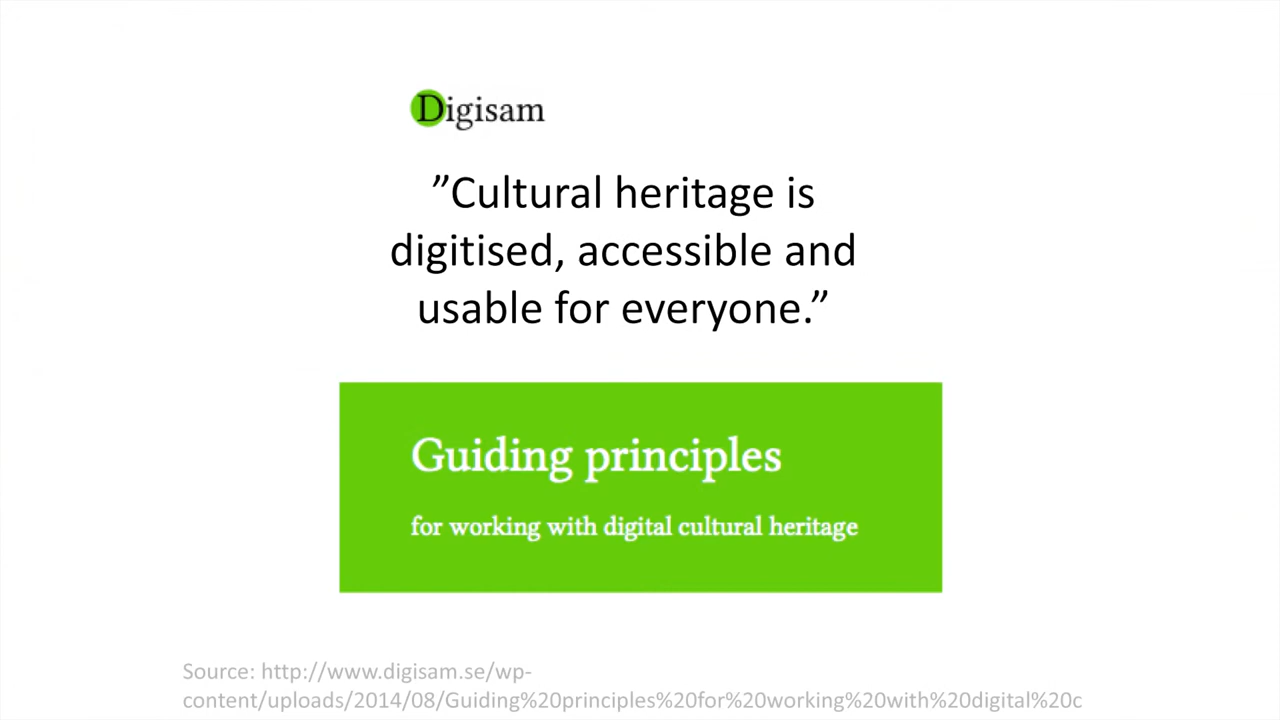 Digisam
”Cultural heritage is
digitised, accessible and
usable for everyone.”
Guiding principles
for working with digital cultural heritage
Source: http://www.digisam.se/wp-
content/uploads/2014/08/Guiding%20principles%20for%20working%20with%20digital%20c